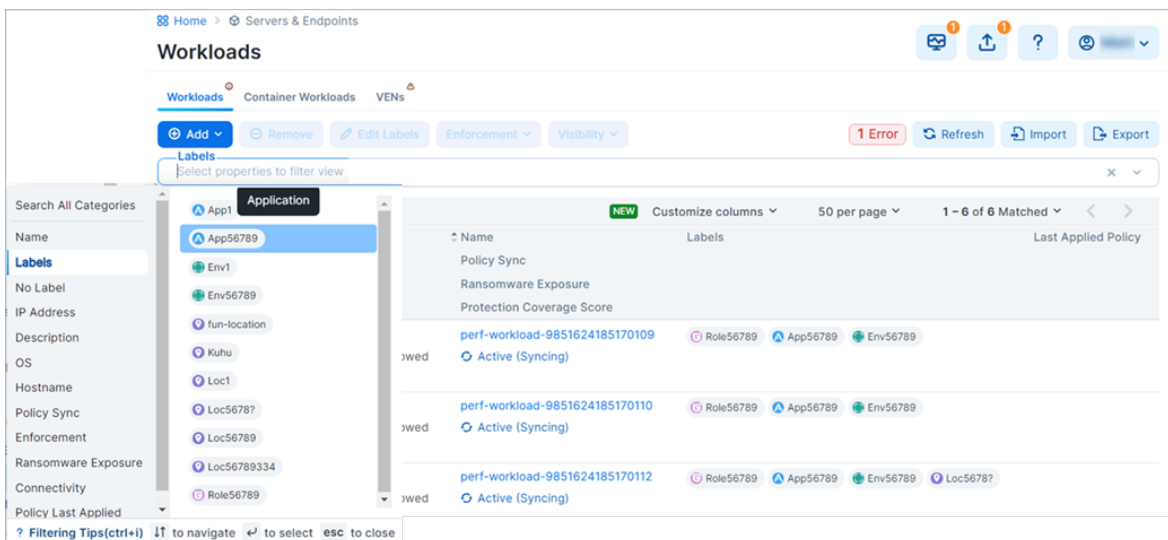 Home > Servers & Endpoints
1
1
Workloads
?
Workloads
Container Workloads
VENs
Add
Remove
Edit Labels
Enforcement
Visibility
1 Error
Refresh
Import
Export
Labels
Select properties to filter view
Search All Categories
Name
Labels
No Label
IP Address
Description
OS
Hostname
Policy Sync
Enforcement
Ransomware Exposure
Connectivity
Policy Last Applied
App1
Application
App56789
Env1
Env56789
fun-location
Kuhu
Loc1
Loc5678?
Loc56789
Loc56789334
Role56789
NEW
Customize columns
50 per page
1 – 6 of 6 Matched
Name
Labels
Last Applied Policy
Policy Sync
Ransomware Exposure
Protection Coverage Score
perf-workload-9851624185170109
Role56789 App56789 Env56789
owed
Active (Syncing)
perf-workload-9851624185170110
Role56789 App56789 Env56789
owed
Active (Syncing)
perf-workload-9851624185170112
Role56789 App56789 Env56789 Loc5678?
owed
Active (Syncing)
? Filtering Tips(ctrl+i) ↓↑ to navigate ↵ to select esc to close